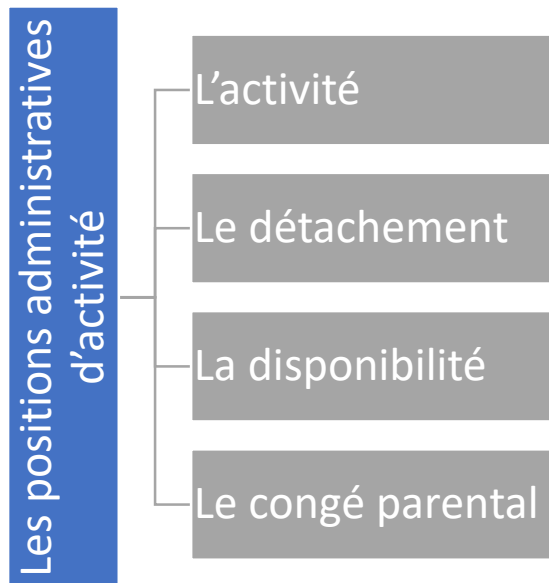 Les positions administratives
d'activité
L'activité
Le détachement
La disponibilité
Le congé parental